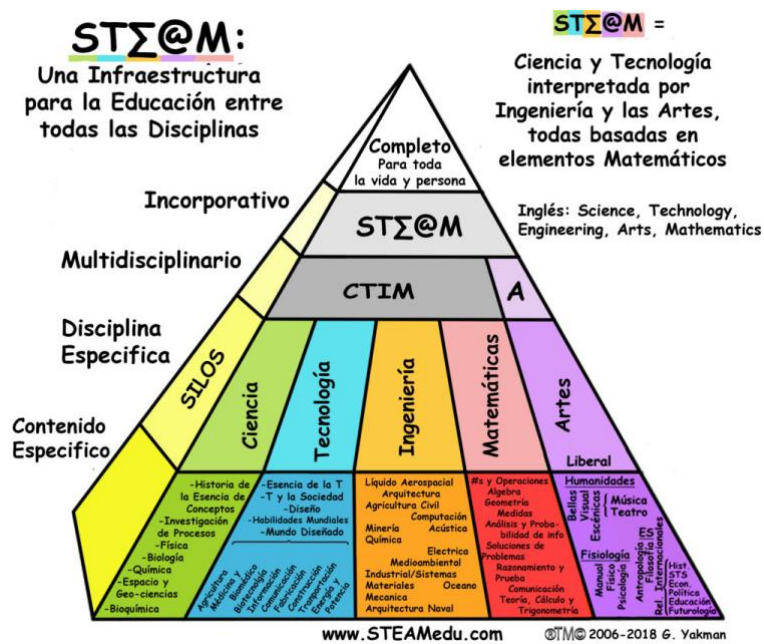 ST∑@M:
Una Infraestructura
para la Educación entre
todas las Disciplinas
ST∑@M =
Ciencia y Tecnología
interpretada por
Ingeniería y las Artes,
todas basadas en
elementos Matemáticos
Inglés: Science, Technology,
Engineering, Arts, Mathematics
Completo
Para toda
la vida y persona
Incorporativo
ST∑@M
Multidisciplinario
CTIM
A
Disciplina
Especifica
SILOS
Ciencia
Tecnología
Ingeniería
Matemáticas
Artes
Liberal
Contenido
Especifico
-Historia de
la Esencia de
Conceptos
-Investigación
de Procesos
-Física
-Biología
-Química
-Espacio y
Geo-ciencias
-Bioquímica
-Esencia de la T
-T y la Sociedad
-Diseño
-Habilidades Mundiales
-Mundo Diseñado
Agricultura
Médicina y
Biomédico
Biotecnología
Información
Comunicación
Fabricación
Construcción
Trasportación
Energía y
Potencia
Líquido Aerospacial
Arquitectura
Agricultura Civil
Computación
Minería Acústica
Química
Electrica
Medioambiental
Industrial/Sistemas
Materiales Oceano
Mecanica
Arquitectura Naval
#s y Operaciones
Algebra
Geometría
Medidas
Análisis y Proba-
bilidad de info
Soluciones de
Problemas
Razonamiento y
Prueba
Comunicación
Teoría, Cálculo y
Trigonometría
Humanidades
Bellas
Visual
Escénicas
Música
Teatro
Fisiología
Manual
Físico
Psicología
ES
Antropología
Filosofía
Rel. Internacionales
Hist.
STS
Econ.
Política
Educación
Futurología
www.STEAMedu.com
©TM© 2006-2018 G. Yakman